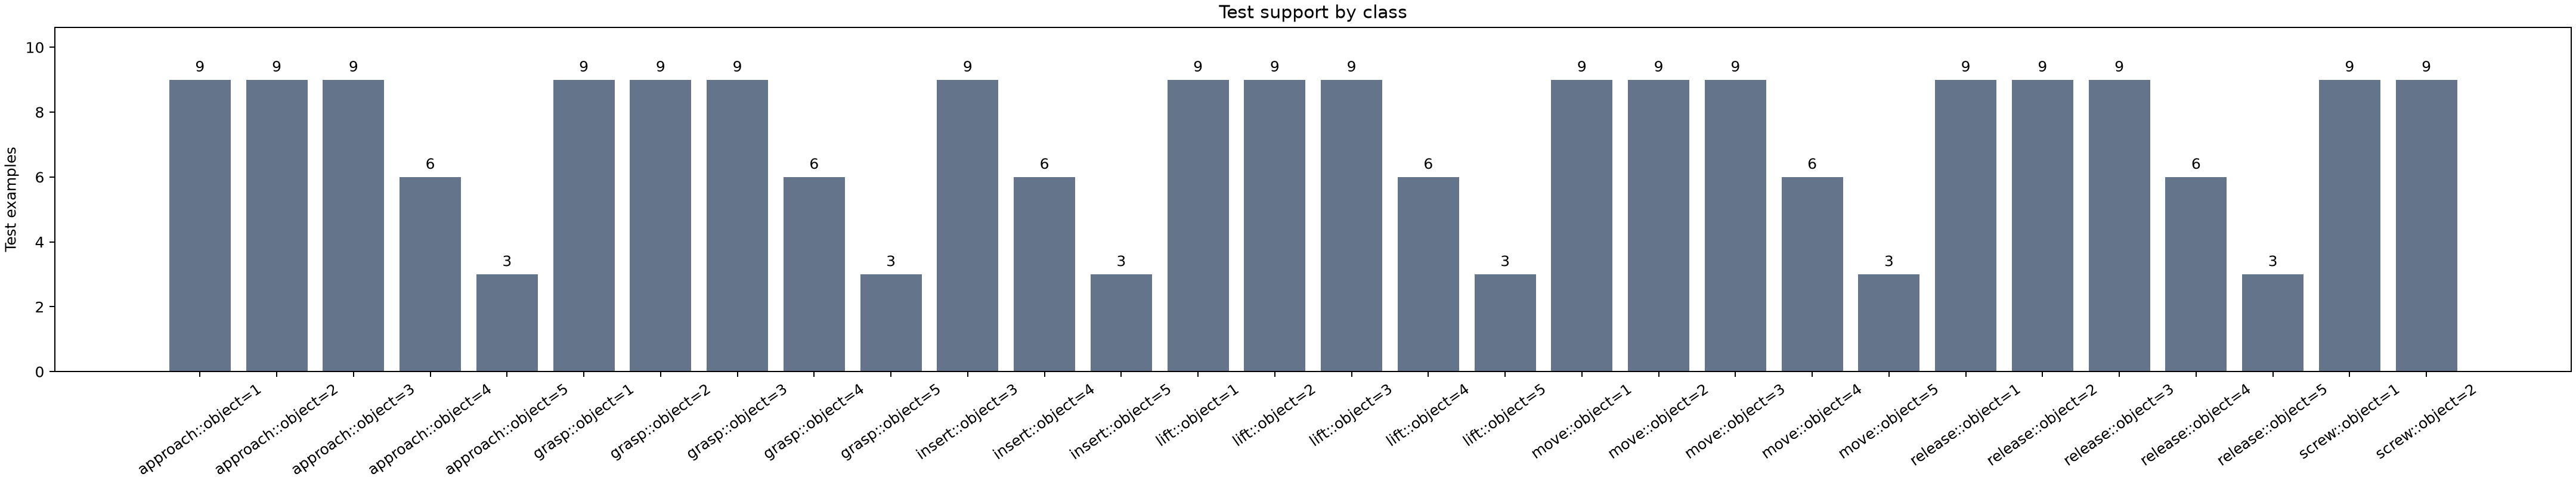 Test support by class
Test examples
10
8
6
4
2
0
9 9 9 6 3 9 9 9 6 3 9 6 3 9 9 9 6 3 9 9 9 6 3 9 9 9 6 3 9 9
approach::object=1
approach::object=2
approach::object=3
approach::object=4
approach::object=5
grasp::object=1
grasp::object=2
grasp::object=3
grasp::object=4
grasp::object=5
insert::object=3
insert::object=4
insert::object=5
lift::object=1
lift::object=2
lift::object=3
lift::object=4
lift::object=5
move::object=1
move::object=2
move::object=3
move::object=4
move::object=5
release::object=1
release::object=2
release::object=3
release::object=4
release::object=5
screw::object=1
screw::object=2